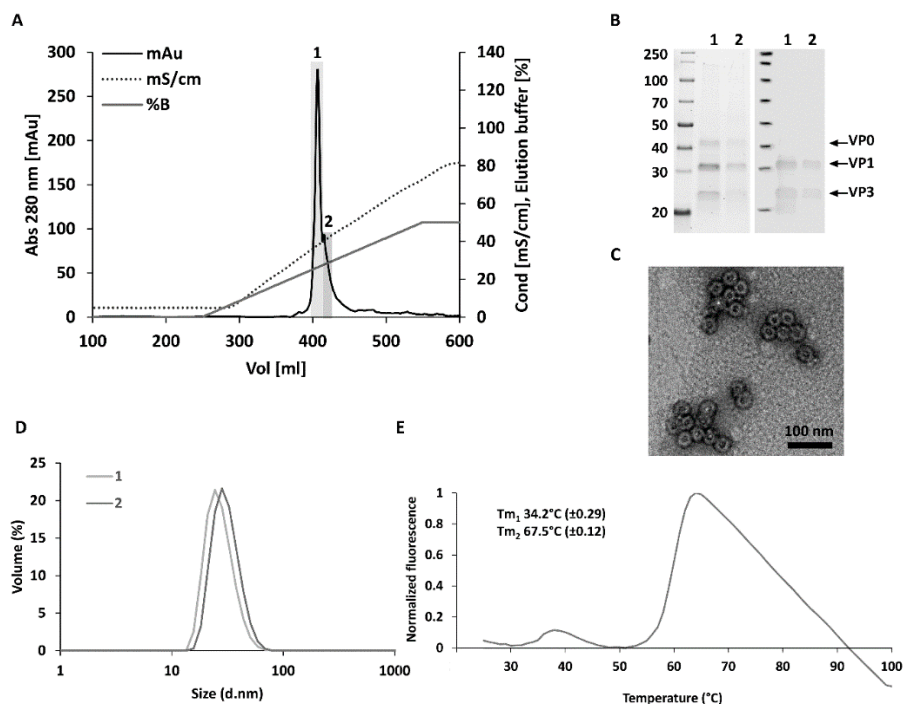 A
mAu
mS/cm
%B
1
2
300
250
200
150
100
50
0
Abs 280 nm [mAu]
140
120
100
80
60
40
20
0
Cond [mS/cm], Elution buffer [%]
100 200 300 400 500 600
Vol [ml]
B
1 2 1 2
250
100
70
50
40
30
20
VP0
VP1
VP3
C
100 nm
D
1
2
25
20
15
10
5
0
Volume (%)
1 10 100 1000
Size (d.nm)
E
Tm1 34.2°C (±0.29)
Tm2 67.5°C (±0.12)
1
0.8
0.6
0.4
0.2
0
Normalized fluorescence
30 40 50 60 70 80 90 100
Temperature (°C)